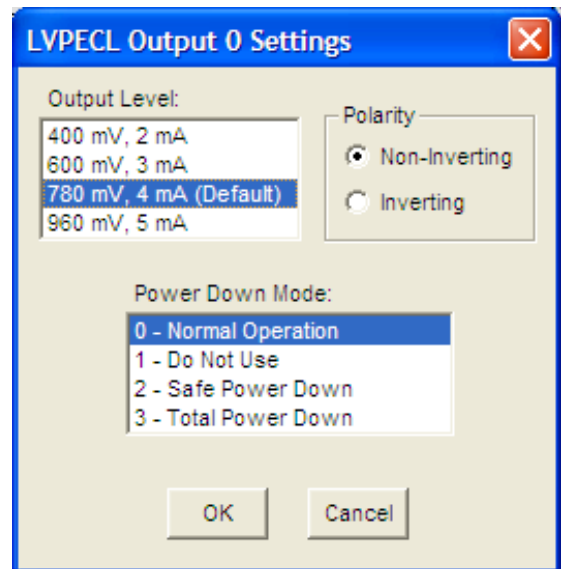 LVPECL Output 0 Settings
Output Level:
400 mV, 2 mA
600 mV, 3 mA
780 mV, 4 mA (Default)
960 mV, 5 mA
Polarity
Non-Inverting
Inverting
Power Down Mode:
0 - Normal Operation
1 - Do Not Use
2 - Safe Power Down
3 - Total Power Down
OK
Cancel